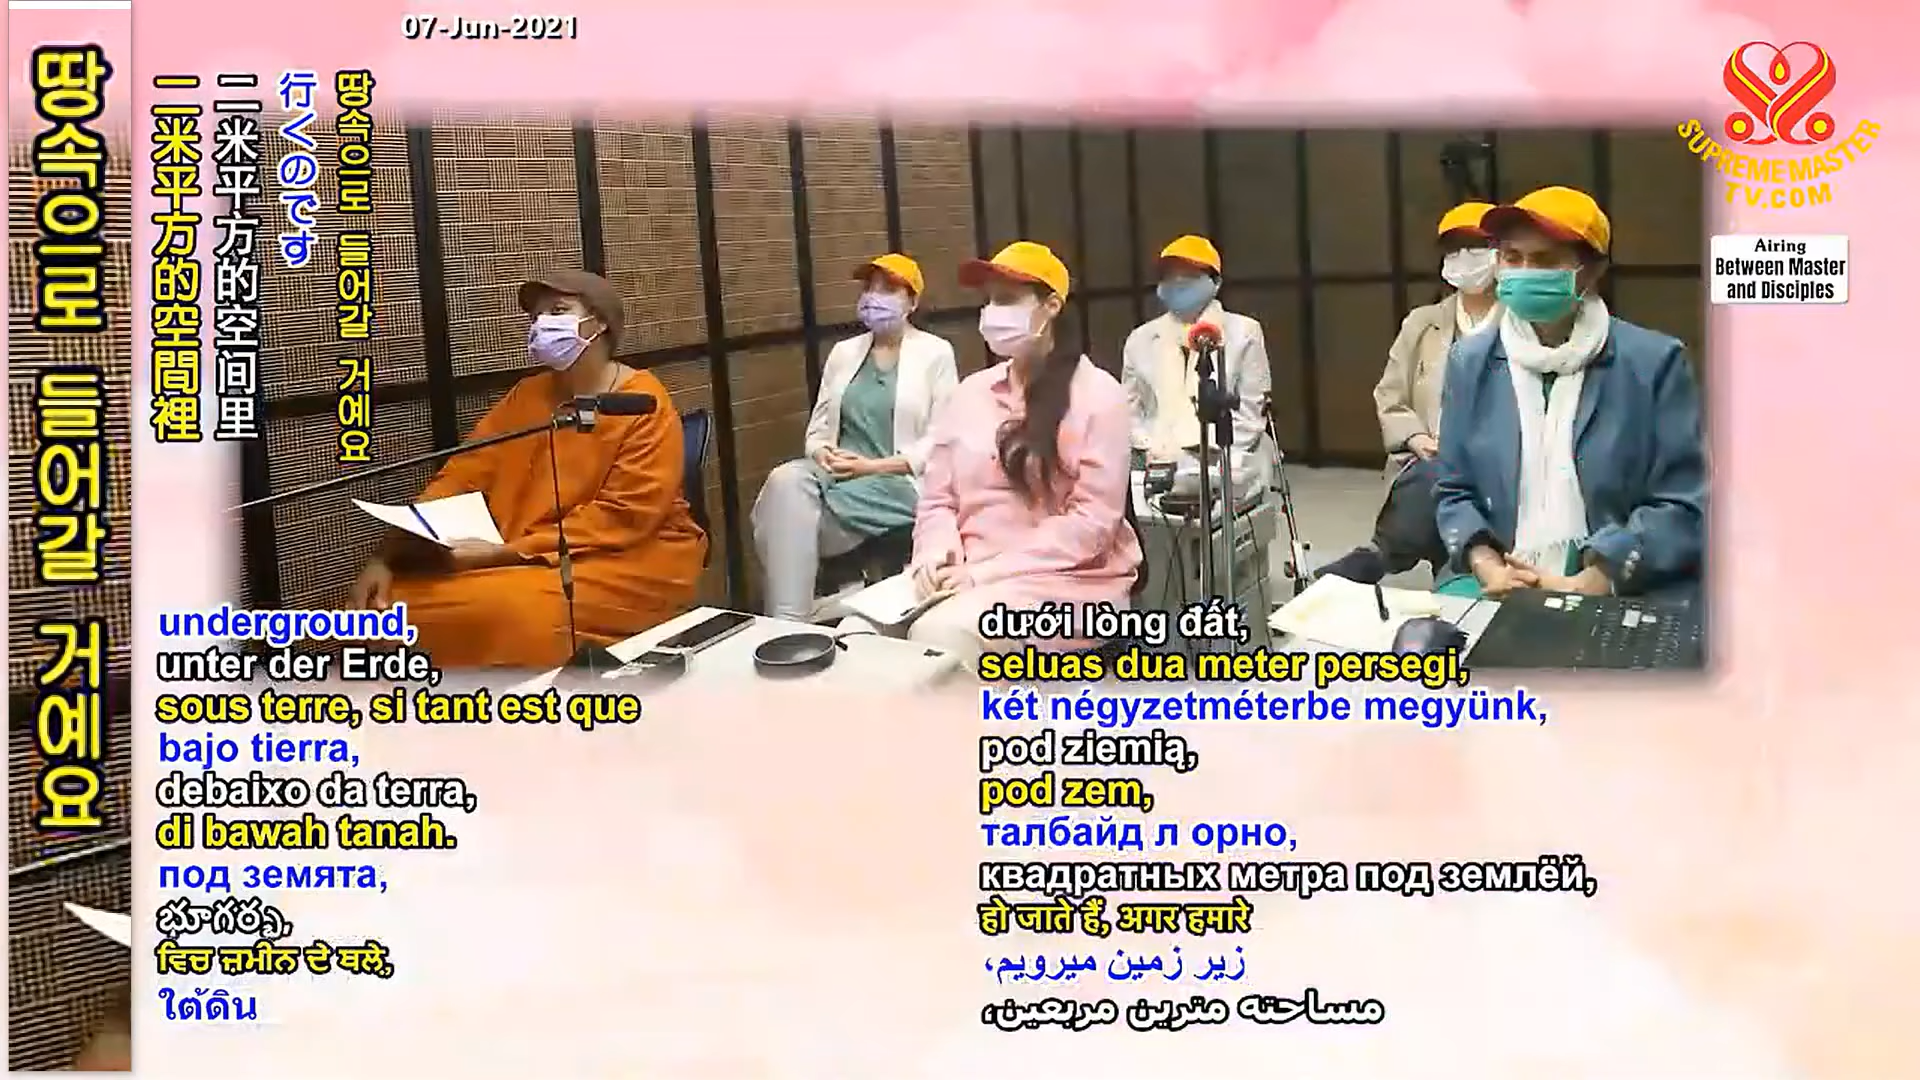 07-Jun-2021
땅속으로 들어갈 거예요
二米平方的空間裡
二米平方的空间里
行くのです
땅속으로 들어갈 거예요
SUPREME MASTER
TV.COM
Airing
Between Master
and Disciples
underground,
unter der Erde,
sous terre, si tant est que
bajo tierra,
debaixo da terra,
di bawah tanah.
под земята,
భూగర్భ,
ਵਿਚ ਜ਼ਮੀਨ ਦੇ ਥਲੇ,
ใต้ดิน
dưới lòng đất,
seluas dua meter persegi,
két négyzetméterbe megyünk,
pod ziemią,
pod zem,
талбайд л орно,
квадратных метра под землёй,
हो जाते हैं, अगर हमारे
زیر زمین میرویم،
مساحته مترين مربعين،